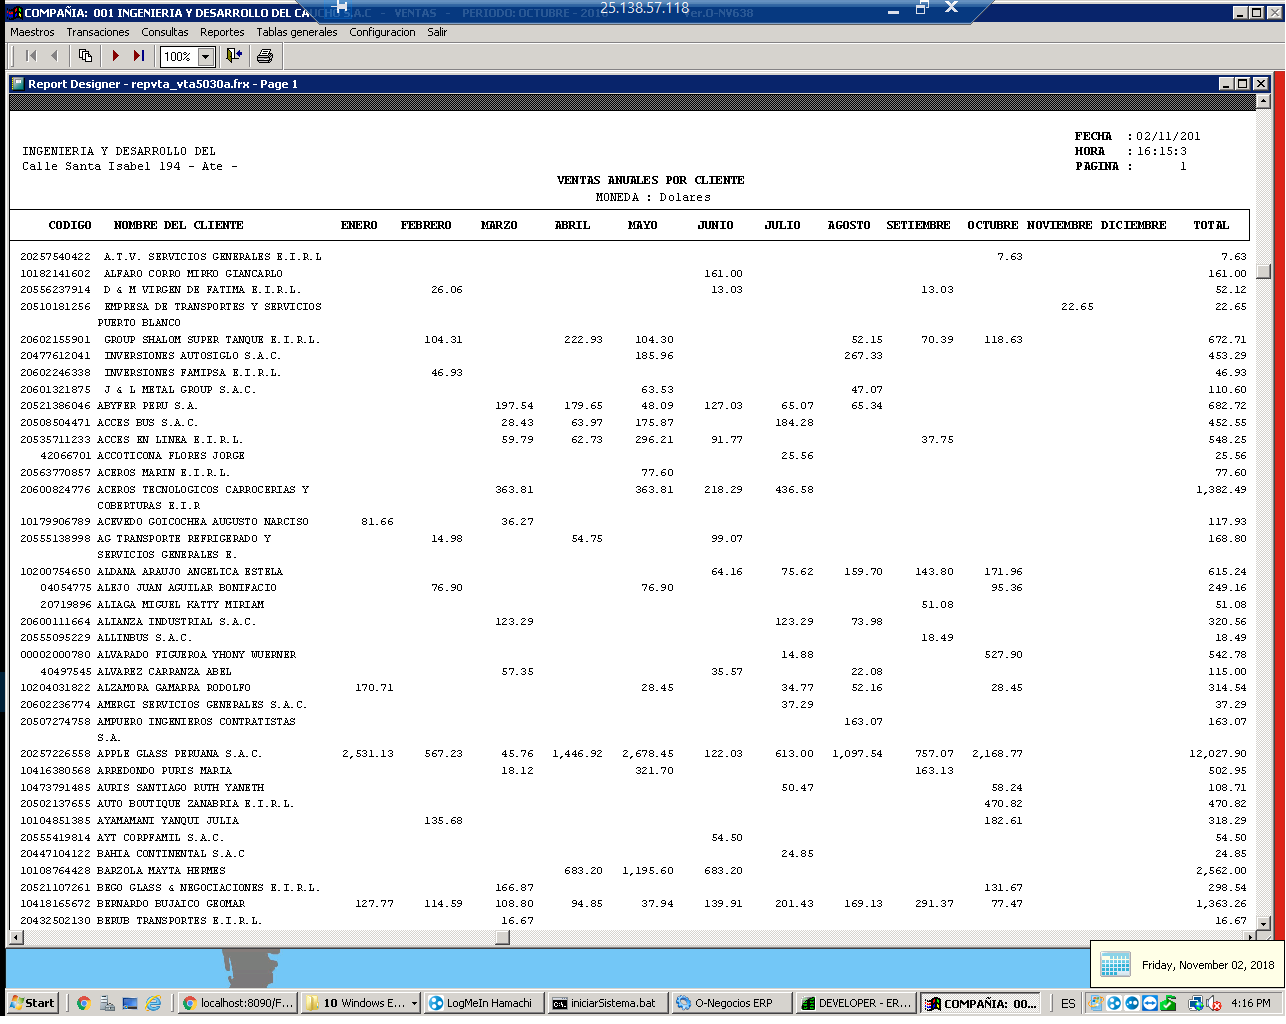 COMPAÑIA: 001 INGENIERIA Y DESARROLLO DEL CAUCHO S.A.C - VENTAS - PERIODO: OCTUBRE - 201 Ver.O-NV638
25.138.57.118
Maestros Transaciones Consultas Reportes Tablas generales Configuracion Salir
100%
Report Designer - repvta_vta5030a.frx - Page 1
FECHA : 02/11/201
INGENIERIA Y DESARROLLO DEL HORA : 16:15:3
Calle Santa Isabel 194 - Ate - PAGINA : 1
VENTAS ANUALES POR CLIENTE
MONEDA : Dolares
CODIGO NOMBRE DEL CLIENTE ENERO FEBRERO MARZO ABRIL MAYO JUNIO JULIO AGOSTO SETIEMBRE OCTUBRE NOVIEMBRE DICIEMBRE TOTAL
20257540422 A.T.V. SERVICIOS GENERALES E.I.R.L 7.63 7.63
10182141602 ALFARO CORRO MIRKO GIANCARLO 161.00 161.00
20556237914 D & M VIRGEN DE FATIMA E.I.R.L. 26.06 13.03 13.03 52.12
20510181256 EMPRESA DE TRANSPORTES Y SERVICIOS 22.65 22.65
PUERTO BLANCO
20602155901 GROUP SHALOM SUPER TANQUE E.I.R.L. 104.31 222.93 104.30 52.15 70.39 118.63 672.71
20477612041 INVERSIONES AUTOSIGLO S.A.C. 185.96 267.33 453.29
20602246338 INVERSIONES FAMIPSA E.I.R.L. 46.93 46.93
20601321875 J & L METAL GROUP S.A.C. 63.53 47.07 110.60
20521386046 ABYFER PERU S.A. 197.54 179.65 48.09 127.03 65.07 65.34 682.72
20508504471 ACCES BUS S.A.C. 28.43 63.97 175.87 184.28 452.55
20535711233 ACCES EN LINEA E.I.R.L. 59.79 62.73 296.21 91.77 37.75 548.25
42066701 ACCOTICONA FLORES JORGE 25.56 25.56
20563770857 ACEROS MARIN E.I.R.L. 77.60 77.60
20600824776 ACEROS TECNOLOGICOS CARROCERIAS Y 363.81 363.81 218.29 436.58 1,382.49
COBERTURAS E.I.R
10179906789 ACEVEDO GOICOCHEA AUGUSTO NARCISO 81.66 36.27 117.93
20555138998 AG TRANSPORTE REFRIGERADO Y 14.98 54.75 99.07 168.80
SERVICIOS GENERALES E.
10200754650 ALDANA ARAUJO ANGELICA ESTELA 64.16 75.62 159.70 143.80 171.96 615.24
04054775 ALEJO JUAN AGUILAR BONIFACIO 76.90 76.90 95.36 249.16
20719896 ALIAGA MIGUEL KATTY MIRIAM 51.08 51.08
20600111664 ALIANZA INDUSTRIAL S.A.C. 123.29 123.29 73.98 320.56
20555095229 ALLINBUS S.A.C. 18.49 18.49
00002000780 ALVARADO FIGUEROA YHONY WUERNER 14.88 527.90 542.78
40497545 ALVAREZ CARRANZA ABEL 57.35 35.57 22.08 115.00
10204031822 ALZAMORA GAMARRA RODOLFO 170.71 28.45 34.77 52.16 28.45 314.54
20602236774 AMERGI SERVICIOS GENERALES S.A.C. 37.29 37.29
20507274758 AMPUERO INGENIEROS CONTRATISTAS 163.07 163.07
S.A.
20257226558 APPLE GLASS PERUANA S.A.C. 2,531.13 567.23 45.76 1,446.92 2,678.45 122.03 613.00 1,097.54 757.07 2,168.77 12,027.90
10416380568 ARREDONDO PURIS MARIA 18.12 321.70 163.13 502.95
10473791485 AURIS SANTIAGO RUTH YANETH 50.47 58.24 108.71
20502137655 AUTO BOUTIQUE ZANABRIA E.I.R.L. 470.82 470.82
10104851385 AYAMAMANI YANQUI JULIA 135.68 182.61 318.29
20555419814 AYT CORPFAMIL S.A.C. 54.50 54.50
20447104122 BAHIA CONTINENTAL S.A.C 24.85 24.85
10108764428 BARZOLA MAYTA HERMES 683.20 1,195.60 683.20 2,562.00
20521107261 BEGO GLASS & NEGOCIACIONES E.I.R.L. 166.87 131.67 298.54
10418165672 BERNARDO BUJAICO GEOMAR 127.77 114.59 108.80 94.85 37.94 139.91 201.43 169.13 291.37 77.47 1,363.26
20432502130 BERUB TRANSPORTES E.I.R.L. 16.67 16.67
Friday, November 02, 2018
Start localhost:8090/F... 10 Windows E... LogMeIn Hamachi iniciarSistema.bat O-Negocios ERP DEVELOPER - ER... COMPAÑIA: 00... ES 4:16 PM